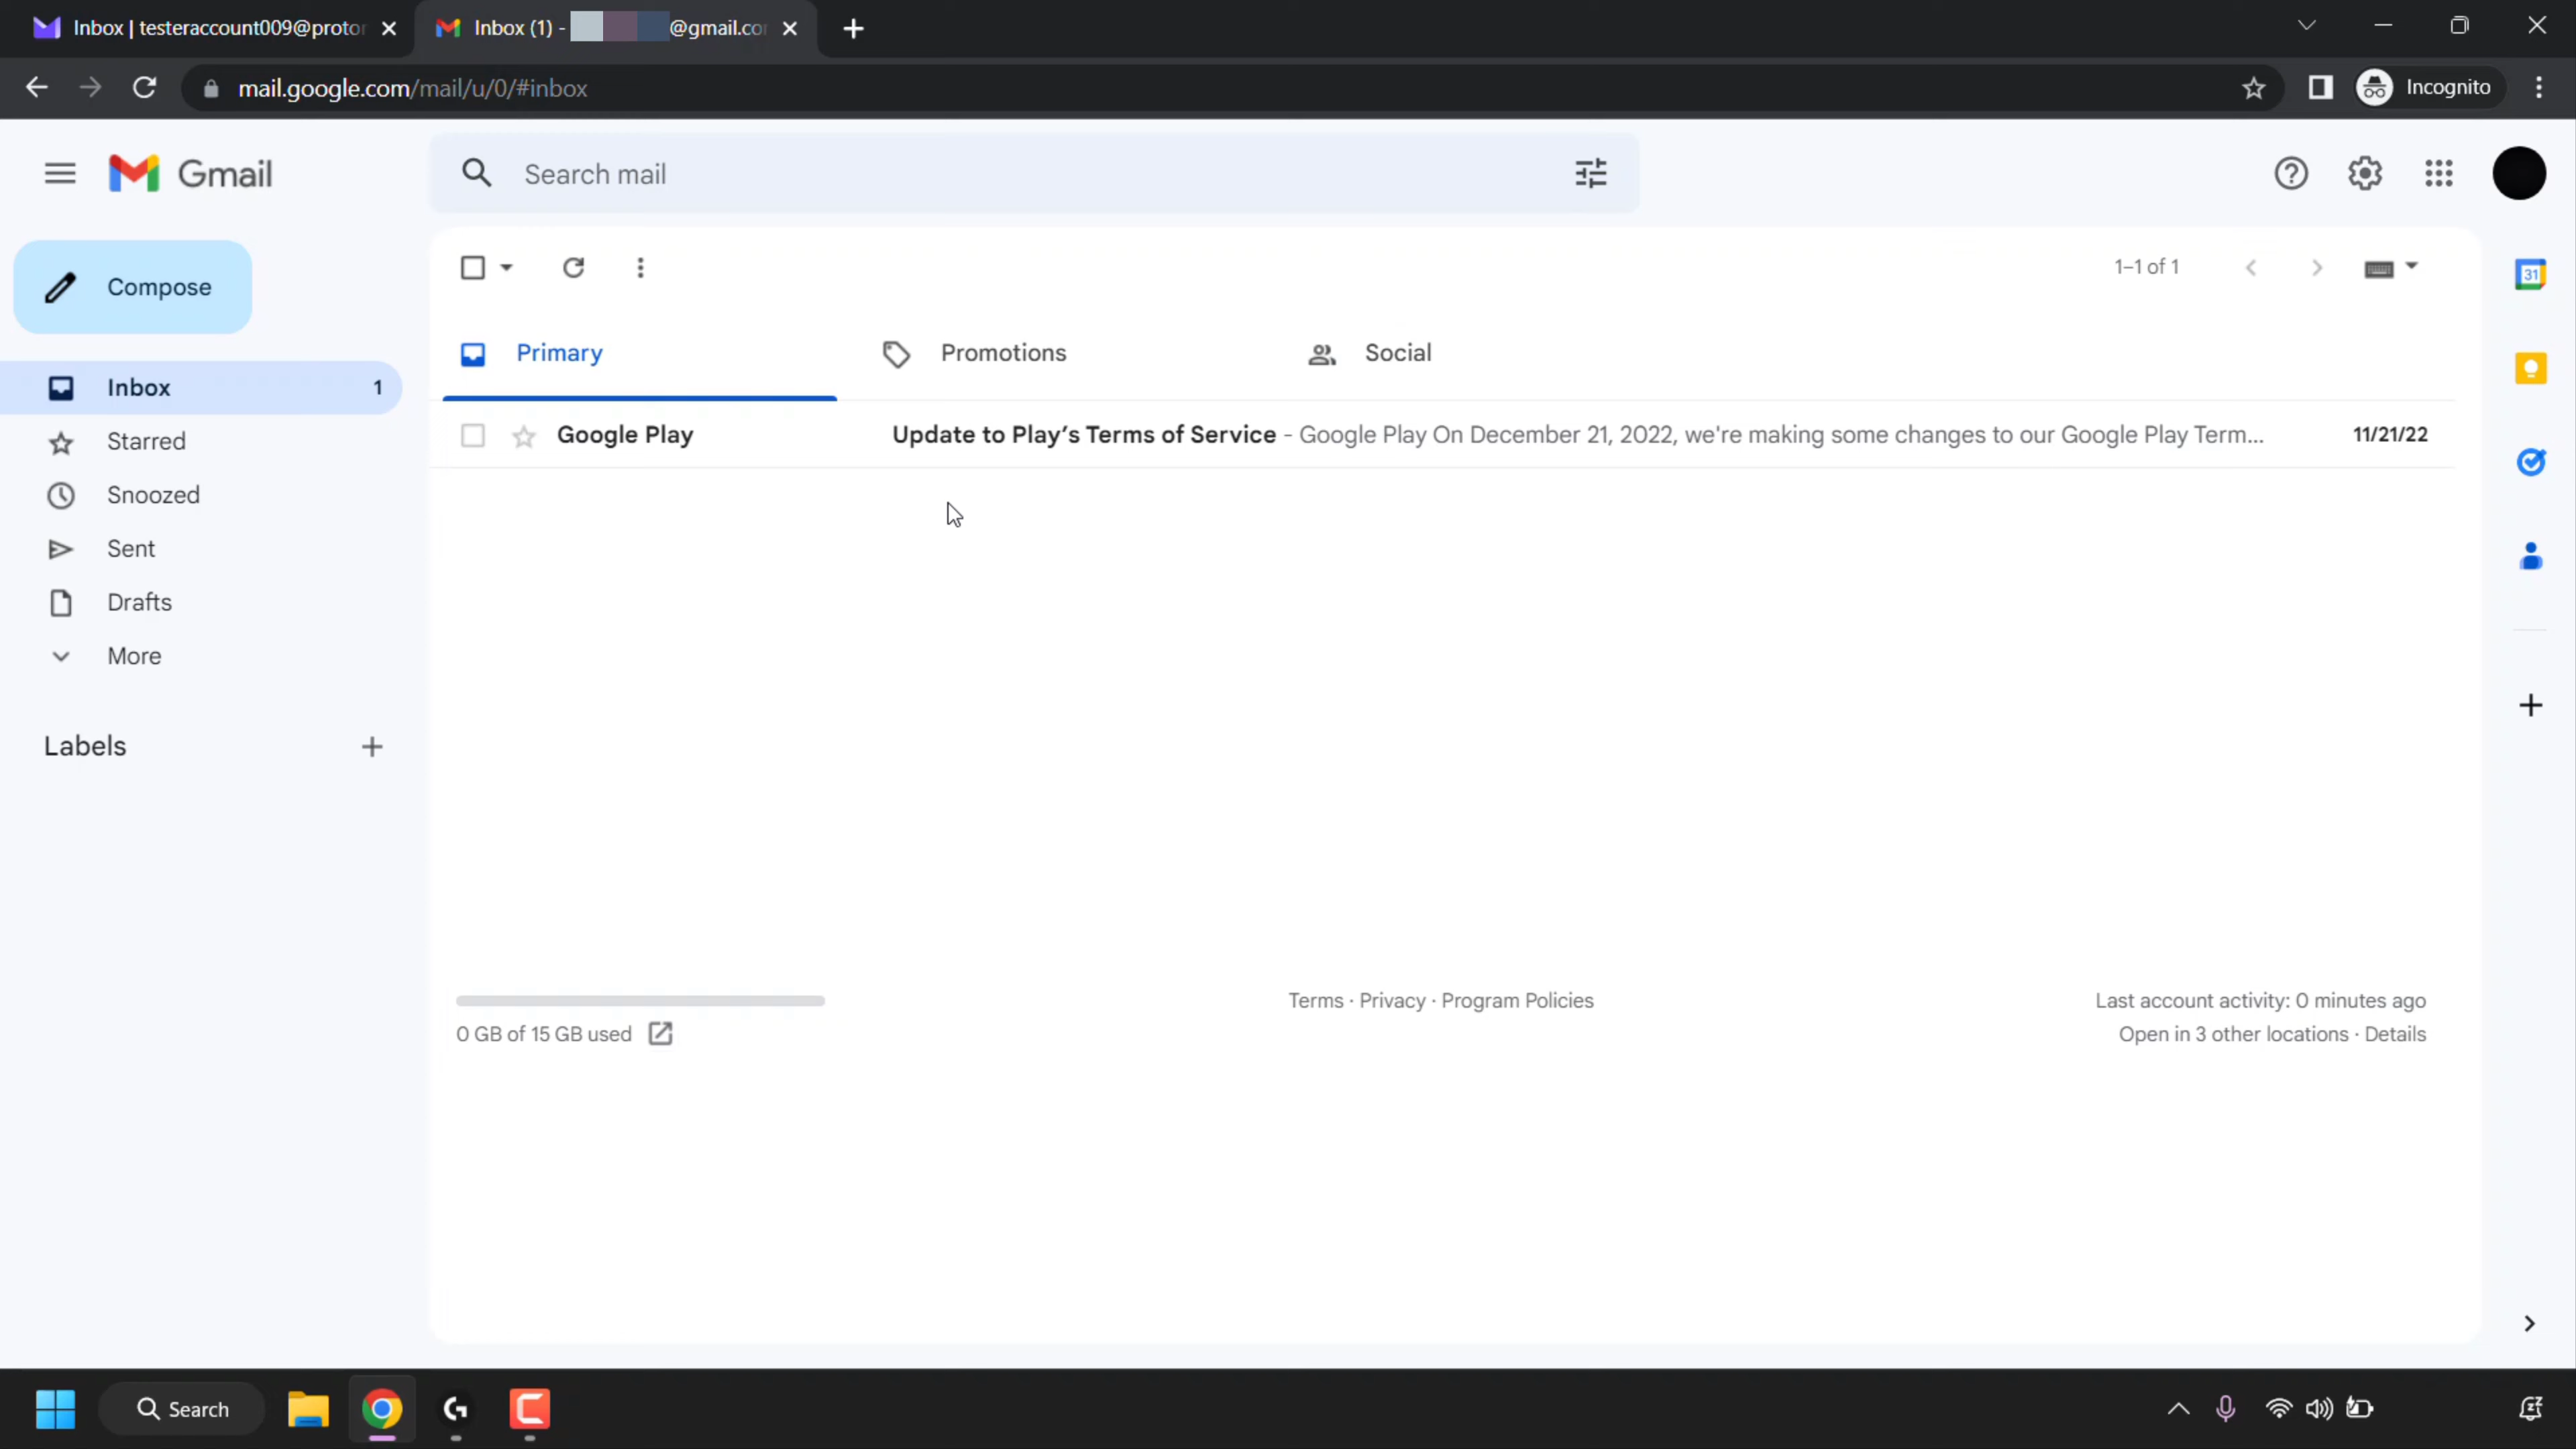 Inbox | testeraccount009@proto
Inbox (1) - @gmail.co
mail.google.com/mail/u/0/#inbox
Incognito
Gmail
Search mail
Compose
1–1 of 1
31
Primary
Promotions
Social
Inbox 1
Google Play Update to Play’s Terms of Service - Google Play On December 21, 2022, we're making some changes to our Google Play Term... 11/21/22
Starred
Snoozed
Sent
Drafts
More
Labels
Terms · Privacy · Program Policies
Last account activity: 0 minutes ago
0 GB of 15 GB used
Open in 3 other locations · Details
Search